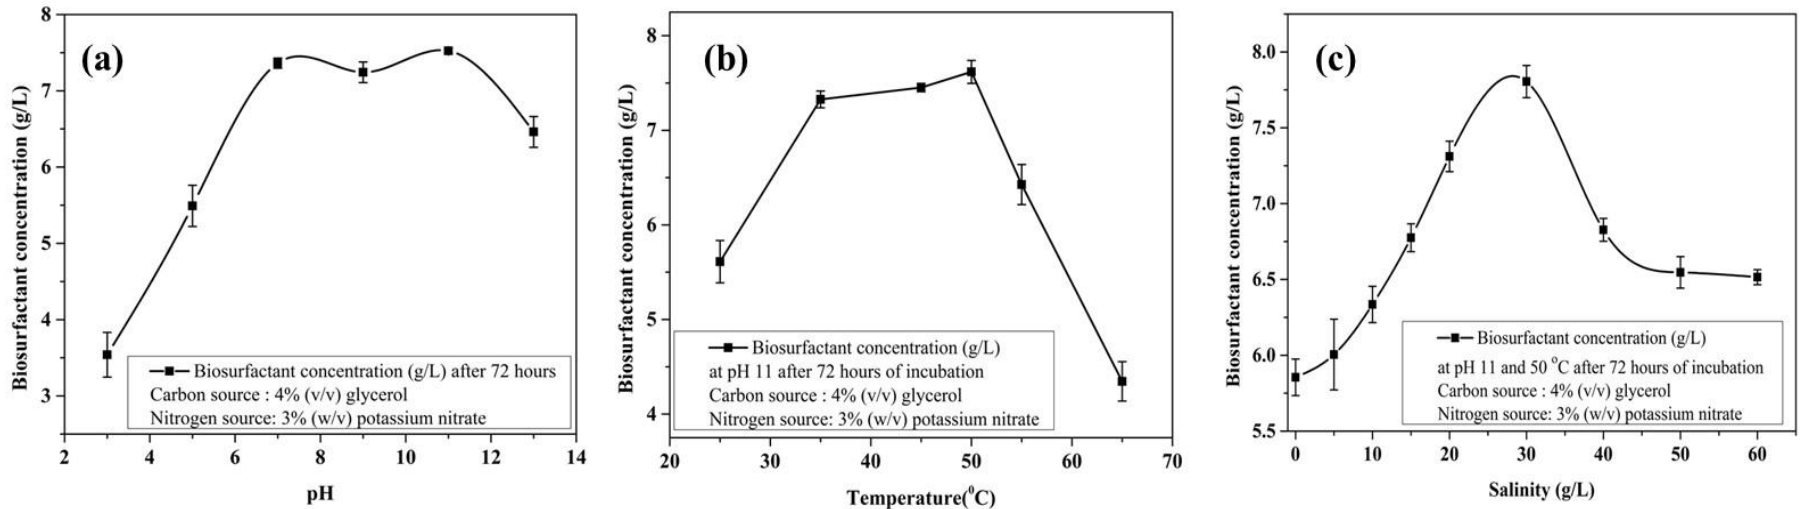 (a)
Biosurfactant concentration (g/L)
8
7
6
5
4
3
Biosurfactant concentration (g/L) after 72 hours
Carbon source : 4% (v/v) glycerol
Nitrogen source: 3% (w/v) potassium nitrate
2 4 6 8 10 12 14
pH
(b)
Biosurfactant concentration (g/L)
8
7
6
5
4
Biosurfactant concentration (g/L)
at pH 11 after 72 hours of incubation
Carbon source : 4% (v/v) glycerol
Nitrogen source: 3% (w/v) potassium nitrate
20 30 40 50 60 70
Temperature(⁰C)
(c)
Biosurfactant concentration (g/L)
8.0
7.5
7.0
6.5
6.0
5.5
Biosurfactant concentration (g/L)
at pH 11 and 50 ᵒC after 72 hours of incubation
Carbon source : 4% (v/v) glycerol
Nitrogen source: 3% (w/v) potassium nitrate
0 10 20 30 40 50 60
Salinity (g/L)